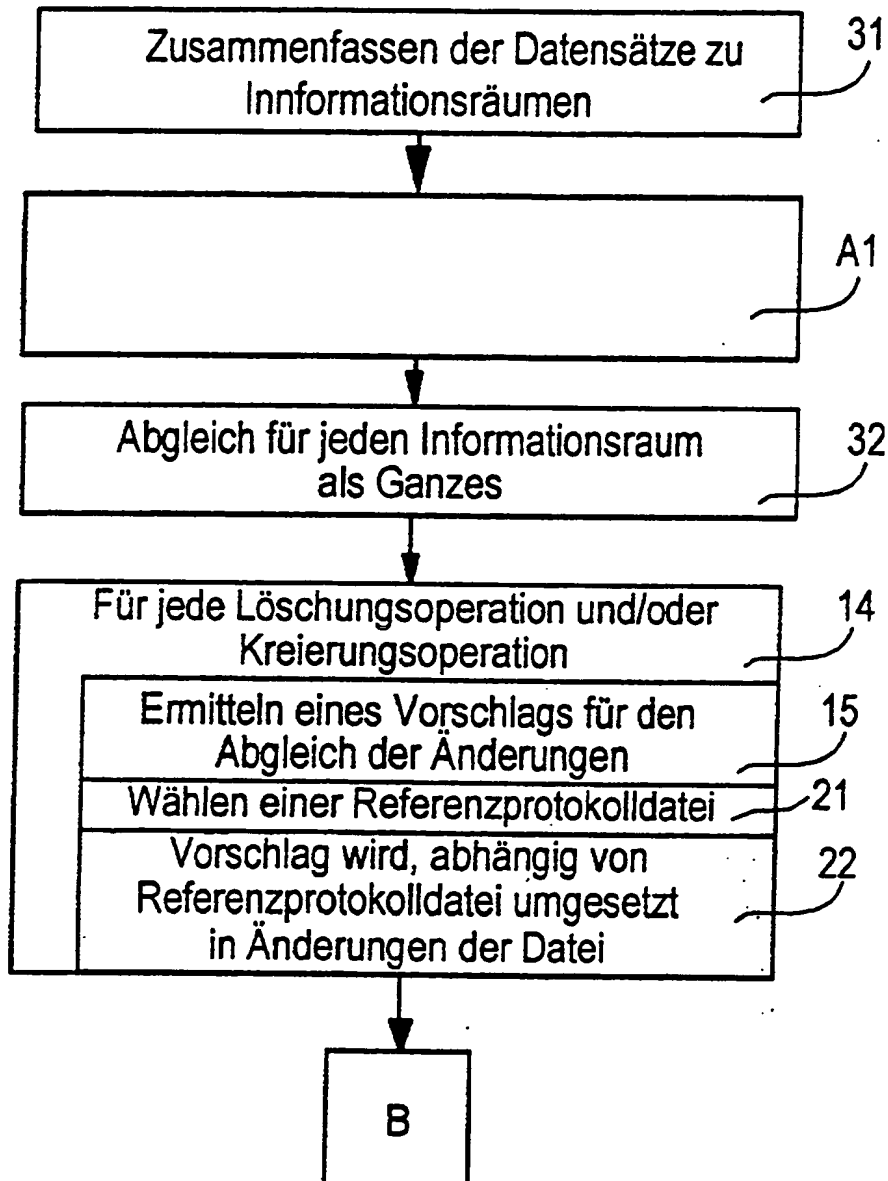 Zusammenfassen der Datensätze zu
Innformationsräumen
31
A1
Abgleich für jeden Informationsraum
als Ganzes
32
Für jede Löschungsoperation und/oder
Kreierungsoperation
14
Ermitteln eines Vorschlags für den
Abgleich der Änderungen
15
Wählen einer Referenzprotokolldatei
21
Vorschlag wird, abhängig von
Referenzprotokolldatei umgesetzt
in Änderungen der Datei
22
B